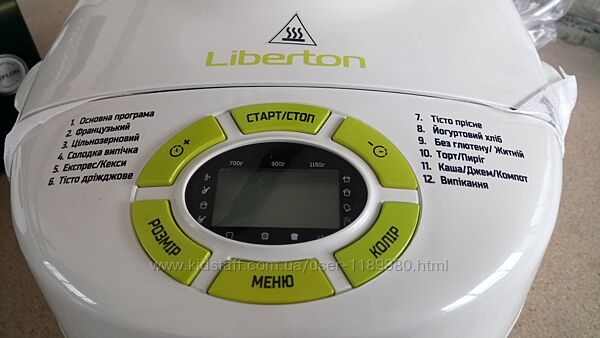 Liberton
1. Основна програма
2. Французький
3. Цільнозерновий
4. Солодка випічка
5. Експрес/Кекси
6. Тісто дріжджове
СТАРТ/СТОП
+
-
700г 900г 1150г
РОЗМІР
МЕНЮ
КОЛІР
7. Тісто прісне
8. Йогуртовий хліб
9. Без глютену/ Житній
10. Торт/Пиріг
11. Каша/Джем/Компот
12. Випікання
www.kidstaff.com.ua/user-1189980.html